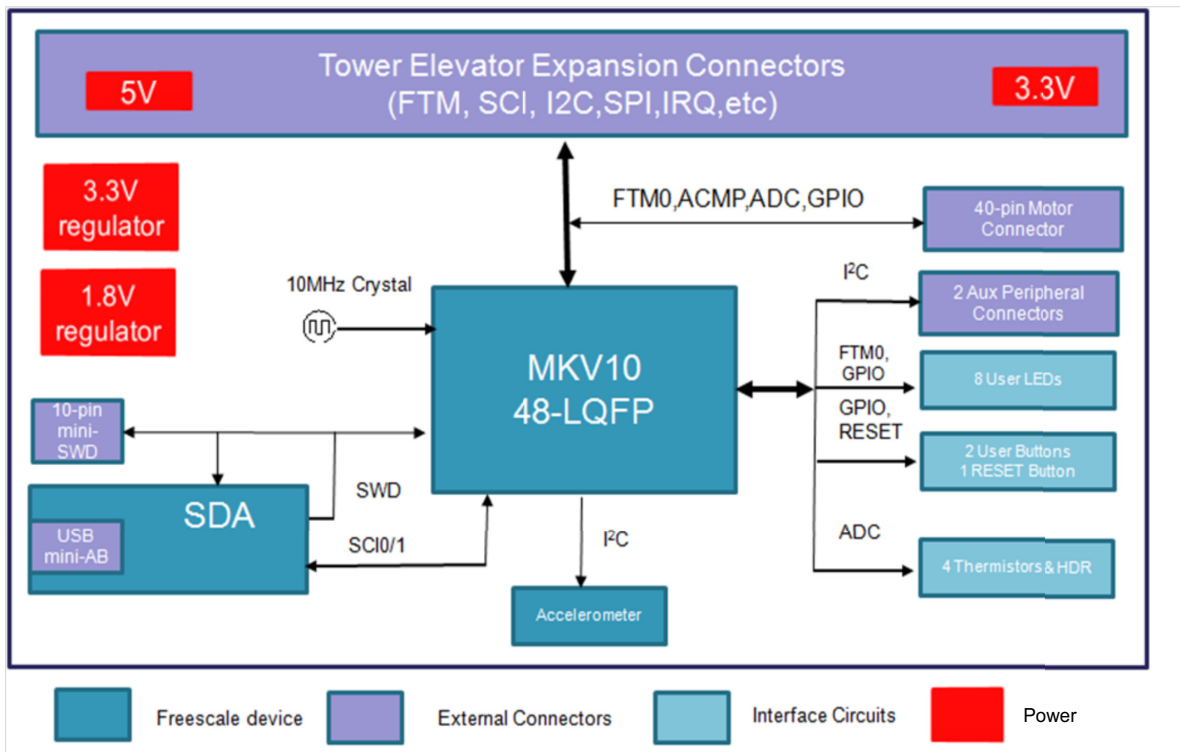 Tower Elevator Expansion Connectors
(FTM, SCI, I2C,SPI,IRQ,etc)
5V
3.3V
3.3V
regulator
1.8V
regulator
FTM0,ACMP,ADC,GPIO
40-pin Motor
Connector
10MHz Crystal
I²C
2 Aux Peripheral
Connectors
MKV10
48-LQFP
FTM0,
GPIO
8 User LEDs
GPIO,
RESET
2 User Buttons
1 RESET Button
10-pin
mini-
SWD
SWD
SDA
USB
mini-AB
SCI0/1
I²C
ADC
4 Thermistors & HDR
Accelerometer
Freescale device
External Connectors
Interface Circuits
Power